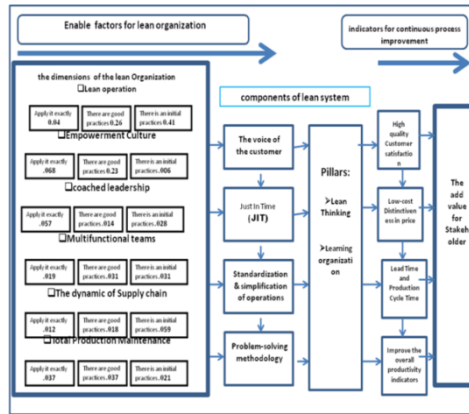 Enable factors for lean organization
indicators for continuous process
improvement
the dimensions of the lean Organization
❑Lean operation
Apply it exactly
0.04
There are good
practices 0.26
There is an initial
practices 0.41
❑Empowerment Culture
Apply it exactly
.068
There are good
practices 0.23
There is an initial
practices .006
❑coached leadership
Apply it exactly
.057
There are good
practices .014
There is an initial
practices .028
❑Multifunctional teams
Apply it exactly
.019
There are good
practices .031
There is an initial
practices .031
❑The dynamic of Supply chain
Apply it exactly
.012
There are good
practices .018
There is an initial
practices .059
❑Total Production Maintenance
Apply it exactly
.037
There are good
practices .037
There is an initial
practices .021
components of lean system
The voice of
the customer
Just In Time
(JIT)
Standardization
& simplification
of operations
Problem-solving
methodology
Pillars:
➢Lean
Thinking
➢Learning
organizati
on
High
quality
Customer
satisfactio
n
Low-cost
Distinctiven
ess in price
Lead Time
and
Production
Cycle Time
Improve the
overall
productivity
indicators
The
add
value
for
Stakeh
older